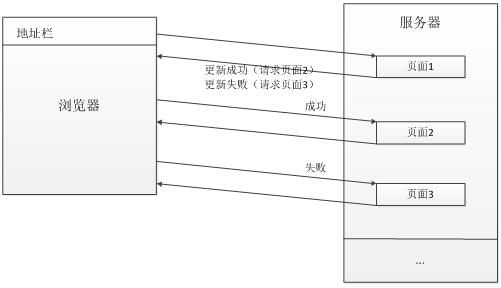 地址栏
浏览器
服务器
页面1
更新成功（请求页面2）
更新失败（请求页面3）
成功
页面2
失败
页面3
...